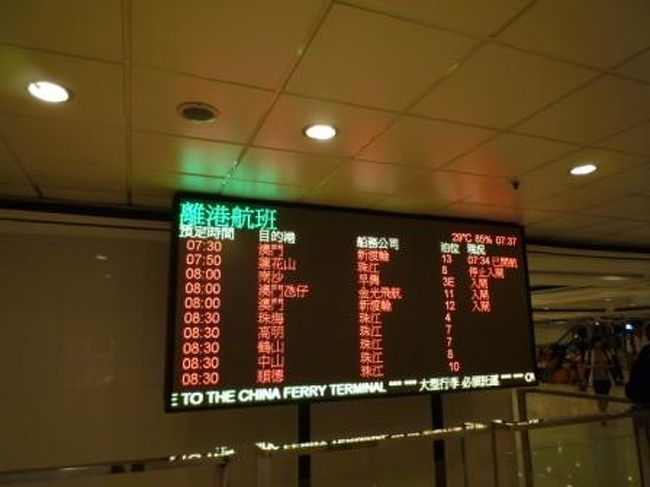 離港航班
預定時間 目的港 船務公司 泊位 現況 29℃ 85% 07:37
07:30 澳門 新渡輪 13 07:34 已開航
07:50 蓮花山 珠江 8 停止入閘
08:00 南沙 早興 3E 入閘
08:00 澳門氹仔 金光飛航 11 入閘
08:00 澳門 新渡輪 12 入閘
08:30 珠海 珠江 4
08:30 高明 珠江 7
08:30 鶴山 珠江 7
08:30 中山 珠江 8
08:30 順德 珠江 10
E TO THE CHINA FERRY TERMINAL *** *** 大型行李 必須託運 ***